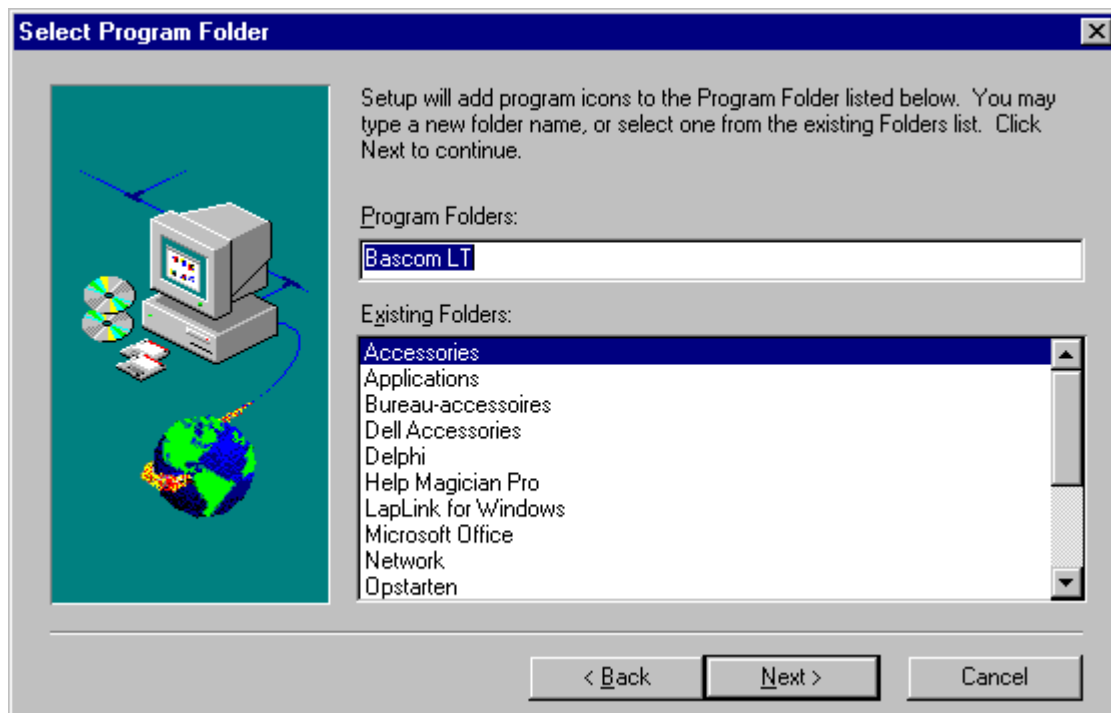 Select Program Folder
Setup will add program icons to the Program Folder listed below. You may
type a new folder name, or select one from the existing Folders list. Click
Next to continue.
Program Folders:
Bascom LT
Existing Folders:
Accessories
Applications
Bureau-accessoires
Dell Accessories
Delphi
Help Magician Pro
LapLink for Windows
Microsoft Office
Network
Opstarten
< Back
Next >
Cancel